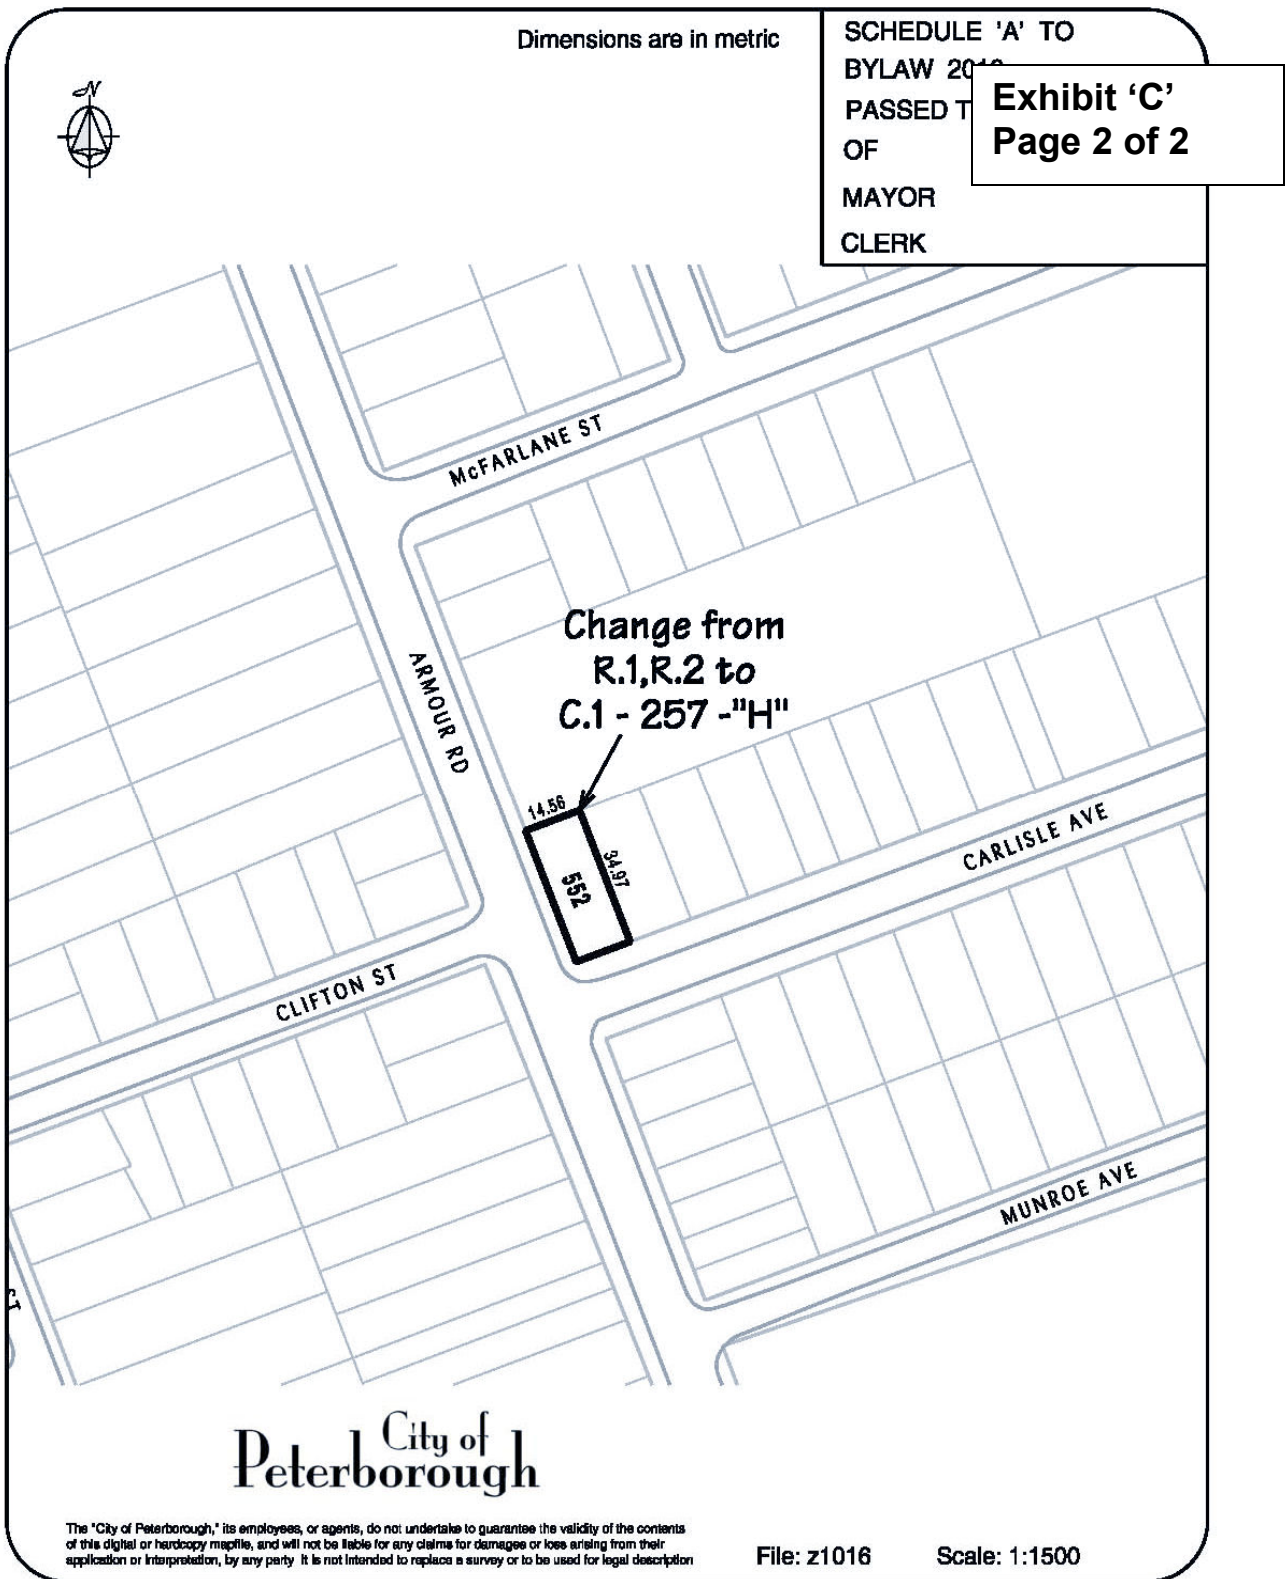 Dimensions are in metric
SCHEDULE 'A' TO
BYLAW
PASSED
OF
MAYOR
CLERK
Exhibit ‘C’
Page 2 of 2
N
McFARLANE ST
Change from
R.1,R.2 to
C.1 - 257 -"H"
ARMOUR RD
14.56
34.97
552
CARLISLE AVE
CLIFTON ST
MUNROE AVE
ST
City of
Peterborough
The "City of Peterborough," its employees, or agents, do not undertake to guarantee the validity of the contents
of this digital or hardcopy mapfile, and will not be liable for any claims for damages or loss arising from their
application or interpretation, by any party It is not intended to replace a survey or to be used for legal description
File: z1016
Scale: 1:1500